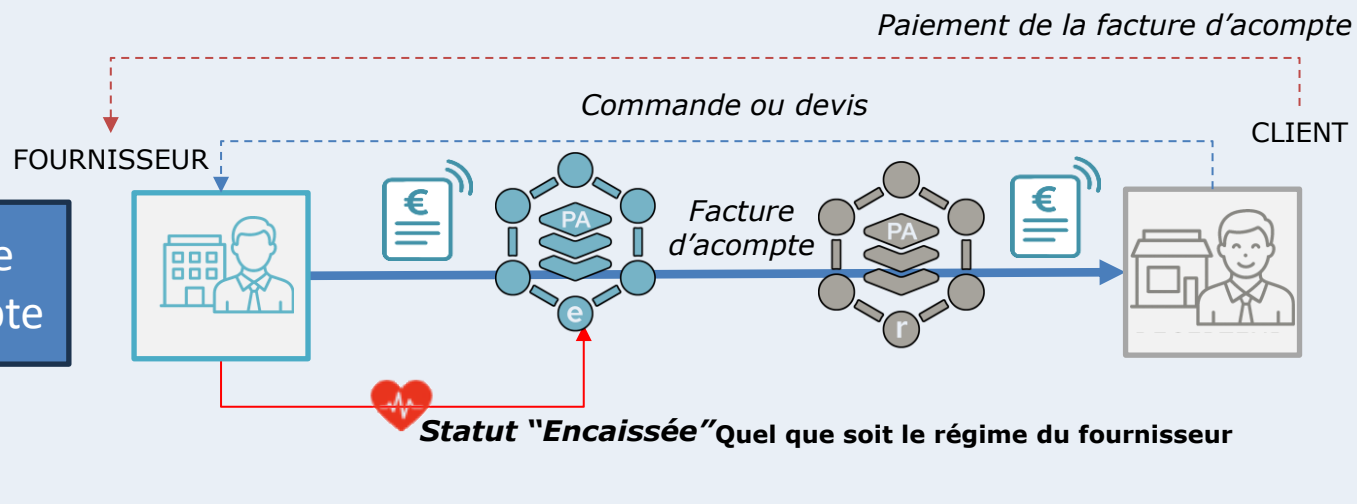 Paiement de la facture d’acompte
Commande ou devis
CLIENT
FOURNISSEUR
€
€
PA
Facture
d’acompte
PA
e
r
Statut “Encaissée” Quel que soit le régime du fournisseur